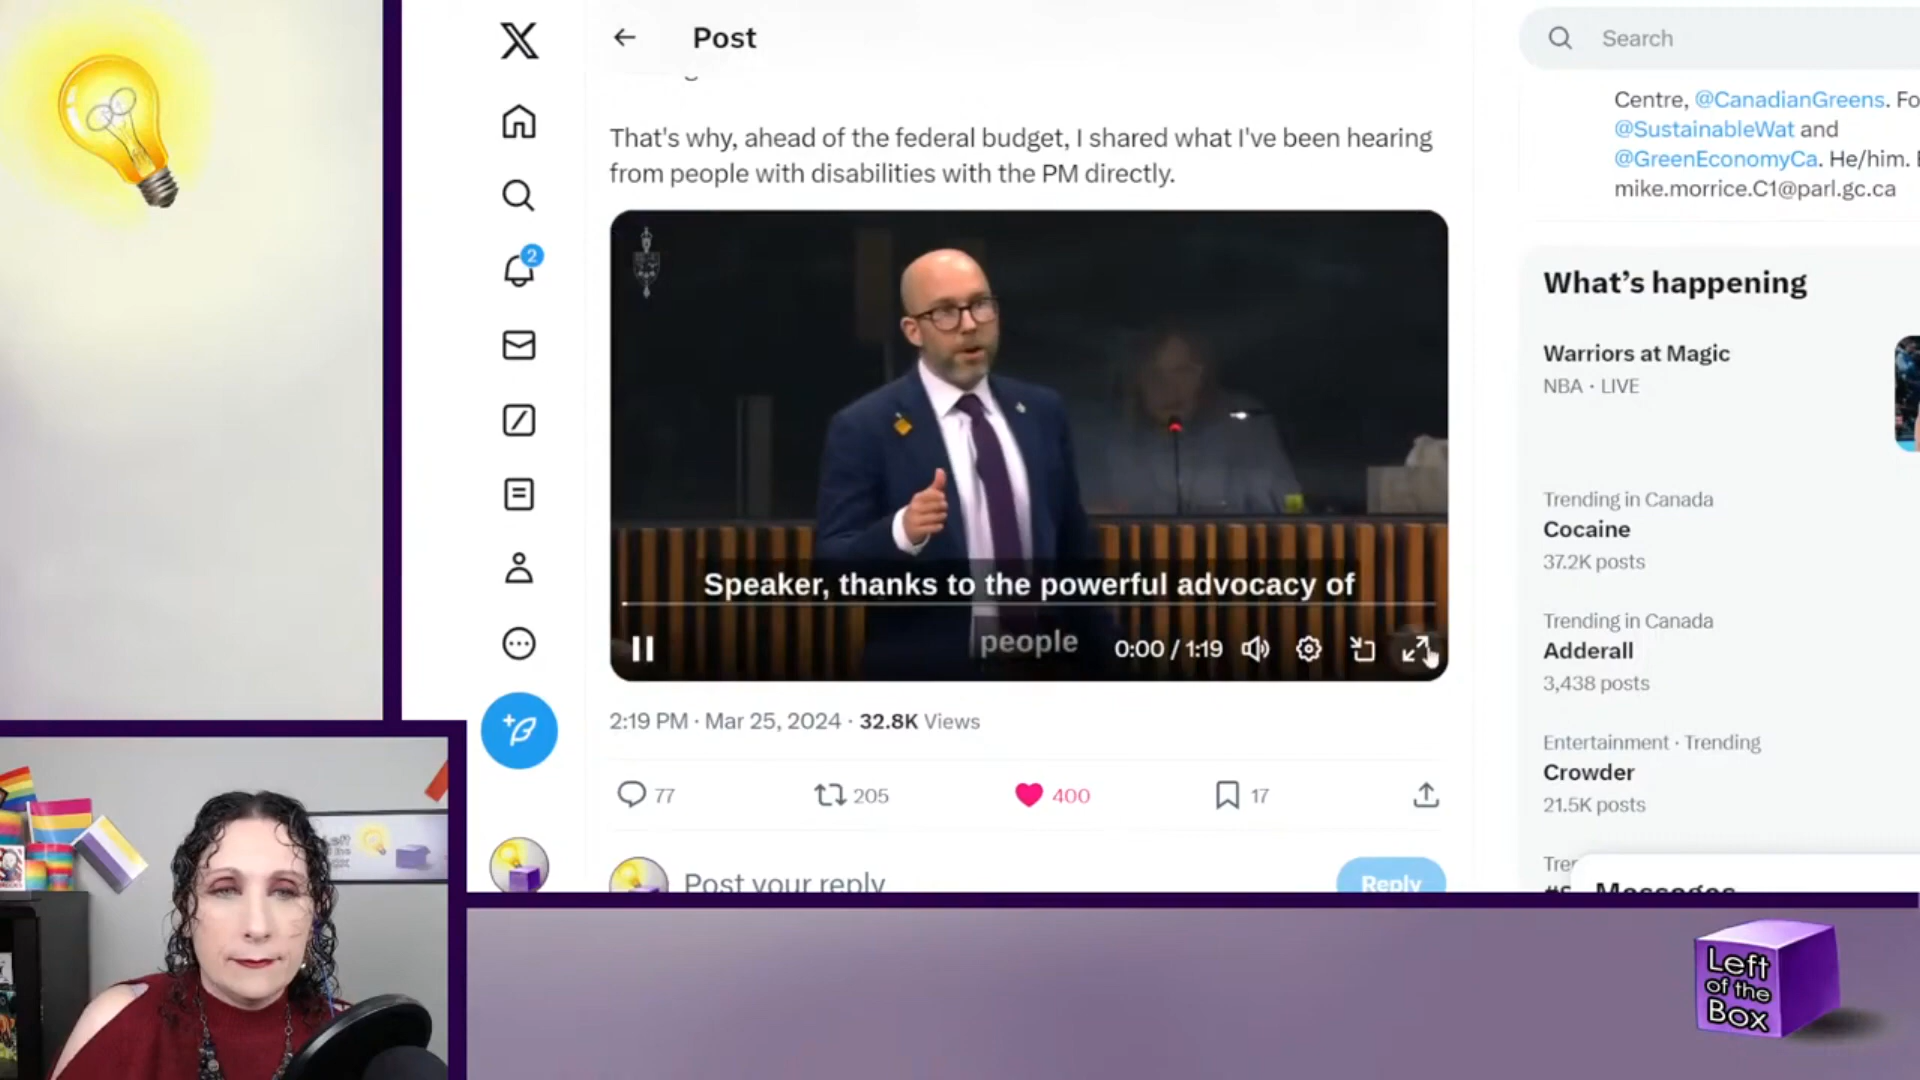 Post
Search
Centre, @CanadianGreens. Fo
@SustainableWat and
@GreenEconomyCa. He/him. E
mike.morrice.C1@parl.gc.ca
That's why, ahead of the federal budget, I shared what I've been hearing
from people with disabilities with the PM directly.
2
What's happening
Warriors at Magic
NBA · LIVE
Trending in Canada
Cocaine
37.2K posts
Trending in Canada
Adderall
3,438 posts
Entertainment · Trending
Crowder
21.5K posts
Speaker, thanks to the powerful advocacy of
people
0:00 / 1:19
2:19 PM · Mar 25, 2024 · 32.8K Views
77 205 400 17
Post your reply
Reply
Messages
Left
of the
Box